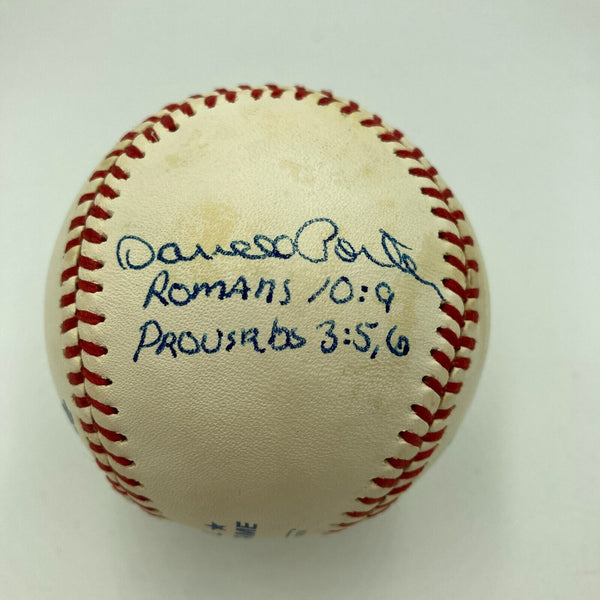 Darrell Porter
Romans 10:9
Proverbs 3:5,6